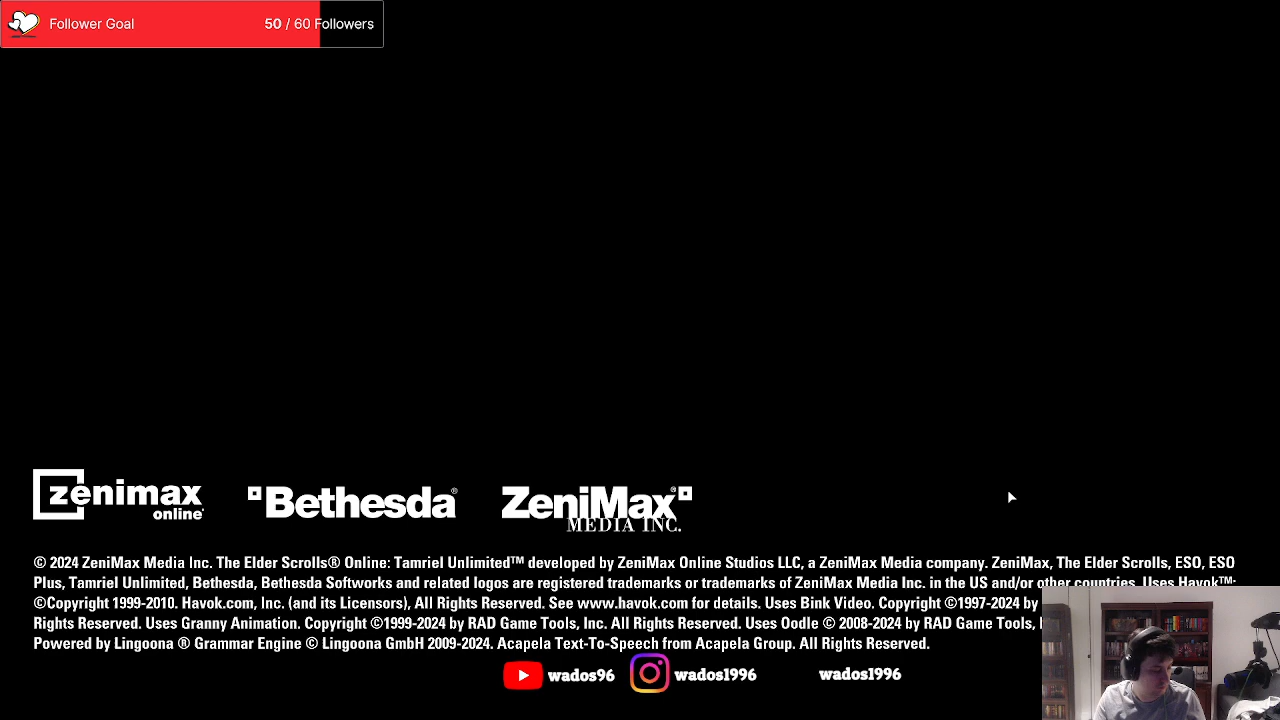 Follower Goal 50 / 60 Followers
zenimax online
Bethesda®
ZeniMax® MEDIA INC.
© 2024 ZeniMax Media Inc. The Elder Scrolls® Online: Tamriel Unlimited™ developed by ZeniMax Online Studios LLC, a ZeniMax Media company. ZeniMax, The Elder Scrolls, ESO, ESO
Plus, Tamriel Unlimited, Bethesda, Bethesda Softworks and related logos are registered trademarks or trademarks of ZeniMax Media Inc. in the US and/or other countries. Uses Havok™:
©Copyright 1999-2010. Havok.com, Inc. (and its Licensors), All Rights Reserved. See www.havok.com for details. Uses Bink Video. Copyright ©1997-2024 by
Rights Reserved. Uses Granny Animation. Copyright ©1999-2024 by RAD Game Tools, Inc. All Rights Reserved. Uses Oodle © 2008-2024 by RAD Game Tools,
Powered by Lingoona ® Grammar Engine © Lingoona GmbH 2009-2024. Acapela Text-To-Speech from Acapela Group. All Rights Reserved.
wados96 wados1996 wados1996